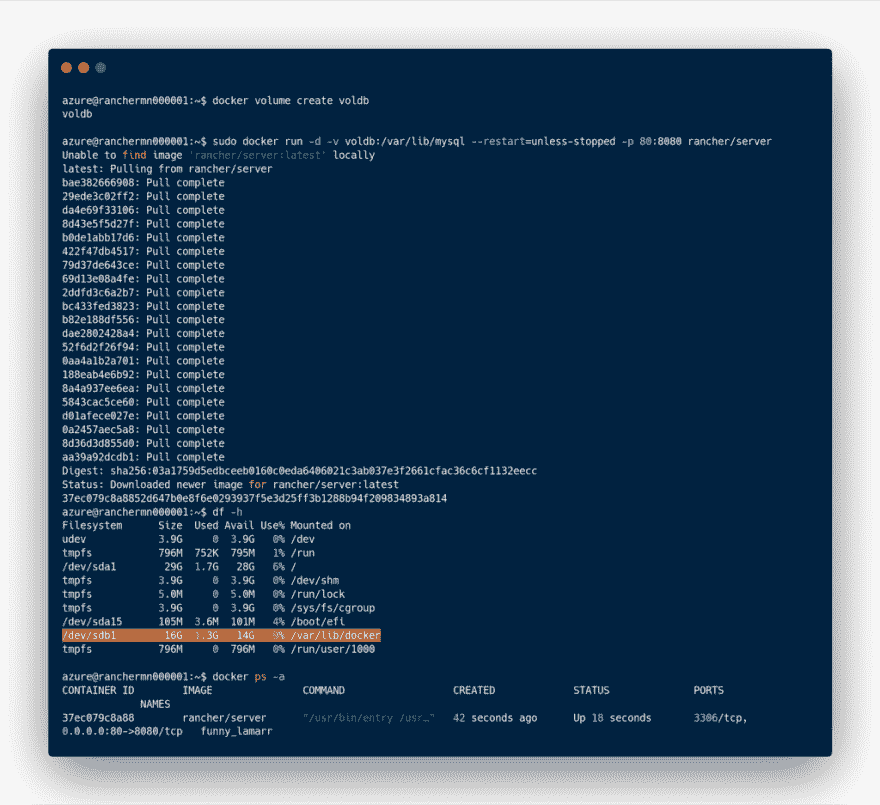 azure@ranchermn000001:~$ docker volume create voldb
voldb
azure@ranchermn000001:~$ sudo docker run -d -v voldb:/var/lib/mysql --restart=unless-stopped -p 80:8080 rancher/server
Unable to find image 'rancher/server:latest' locally
latest: Pulling from rancher/server
bae382666908: Pull complete
29ede3c02ff2: Pull complete
da4e69f33106: Pull complete
8d43e5f5d27f: Pull complete
b0de1abb17d6: Pull complete
422f47db4517: Pull complete
79d37de643ce: Pull complete
69d13e08a4fe: Pull complete
2ddfd3c6a2b7: Pull complete
bc433fed3823: Pull complete
b82e188df556: Pull complete
dae2802428a4: Pull complete
52f6d2f26f94: Pull complete
0aa4a1b2a701: Pull complete
188eab4e6b92: Pull complete
8a4a937ee6ea: Pull complete
5843cac5ce60: Pull complete
d01afece027e: Pull complete
0a2457aec5a8: Pull complete
8d36d3d855d0: Pull complete
aa39a92dcdb1: Pull complete
Digest: sha256:03a1759d5edbceeb0160c0eda6406021c3ab037e3f2661cfac36c6cf1132eecc
Status: Downloaded newer image for rancher/server:latest
37ec079c8a8852d647b0e8f6e0293937f5e3d25ff3b1288b94f209834893a814
azure@ranchermn000001:~$ df -h
Filesystem Size Used Avail Use% Mounted on
udev 3.9G 0 3.9G 0% /dev
tmpfs 796M 752K 795M 1% /run
/dev/sda1 29G 1.7G 28G 6% /
tmpfs 3.9G 0 3.9G 0% /dev/shm
tmpfs 5.0M 0 5.0M 0% /run/lock
tmpfs 3.9G 0 3.9G 0% /sys/fs/cgroup
/dev/sda15 105M 3.6M 101M 4% /boot/efi
/dev/sdb1 16G 1.3G 14G 9% /var/lib/docker
tmpfs 796M 0 796M 0% /run/user/1000
azure@ranchermn000001:~$ docker ps -a
CONTAINER ID IMAGE COMMAND CREATED STATUS PORTS
NAMES
37ec079c8a88 rancher/server "/usr/bin/entry /usr…" 42 seconds ago Up 18 seconds 3306/tcp,
0.0.0.0:80->8080/tcp funny_lamarr